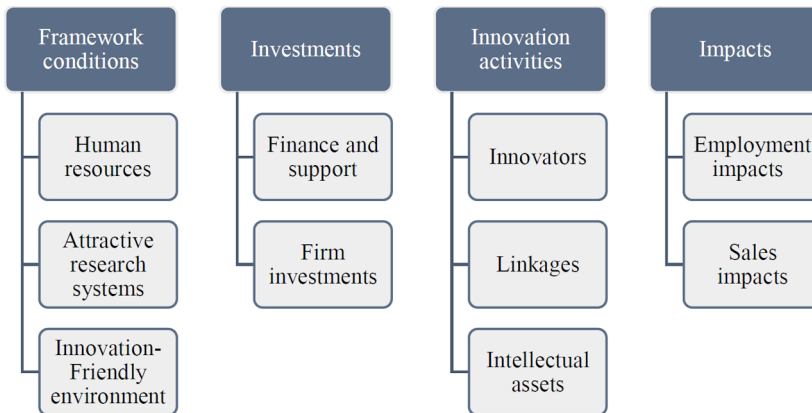 Framework
conditions
Human
resources
Attractive
research
systems
Innovation-
Friendly
environment
Investments
Finance and
support
Firm
investments
Innovation
activities
Innovators
Linkages
Intellectual
assets
Impacts
Employment
impacts
Sales
impacts